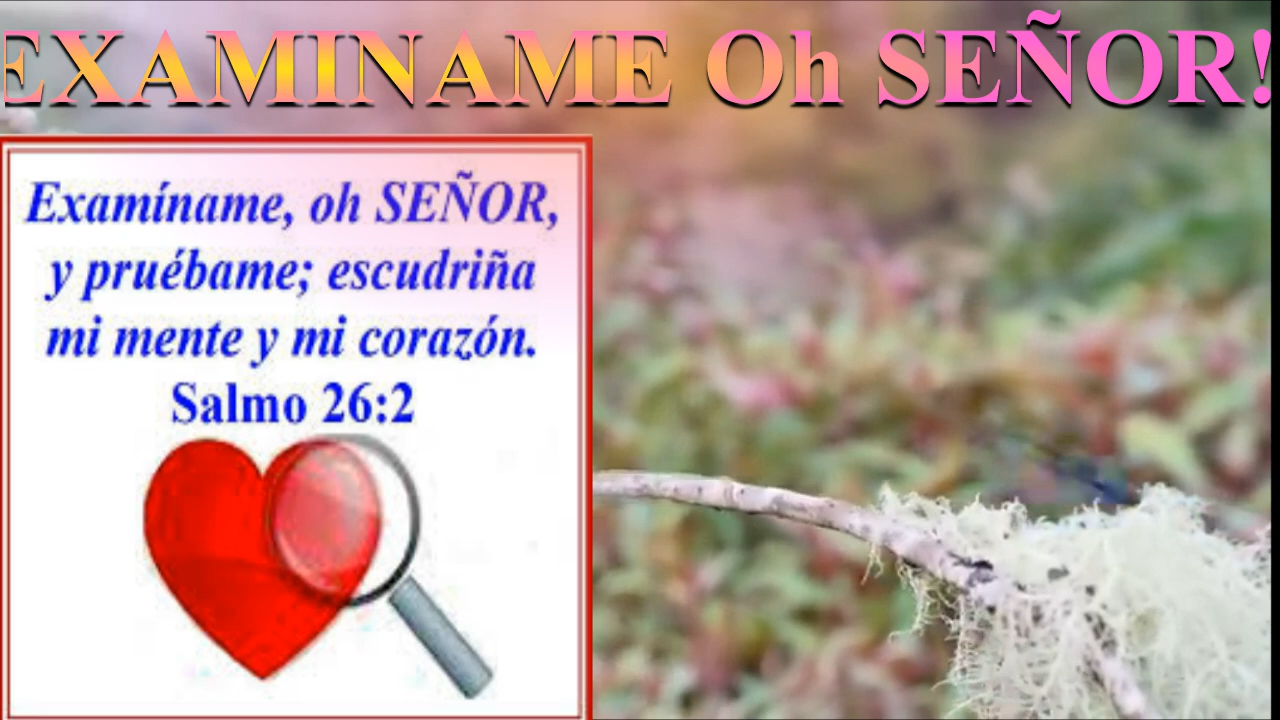 EXAMINAME Oh SEÑOR!
Examíname, oh SEÑOR,
y pruébame; escudriña
mi mente y mi corazón.
Salmo 26:2